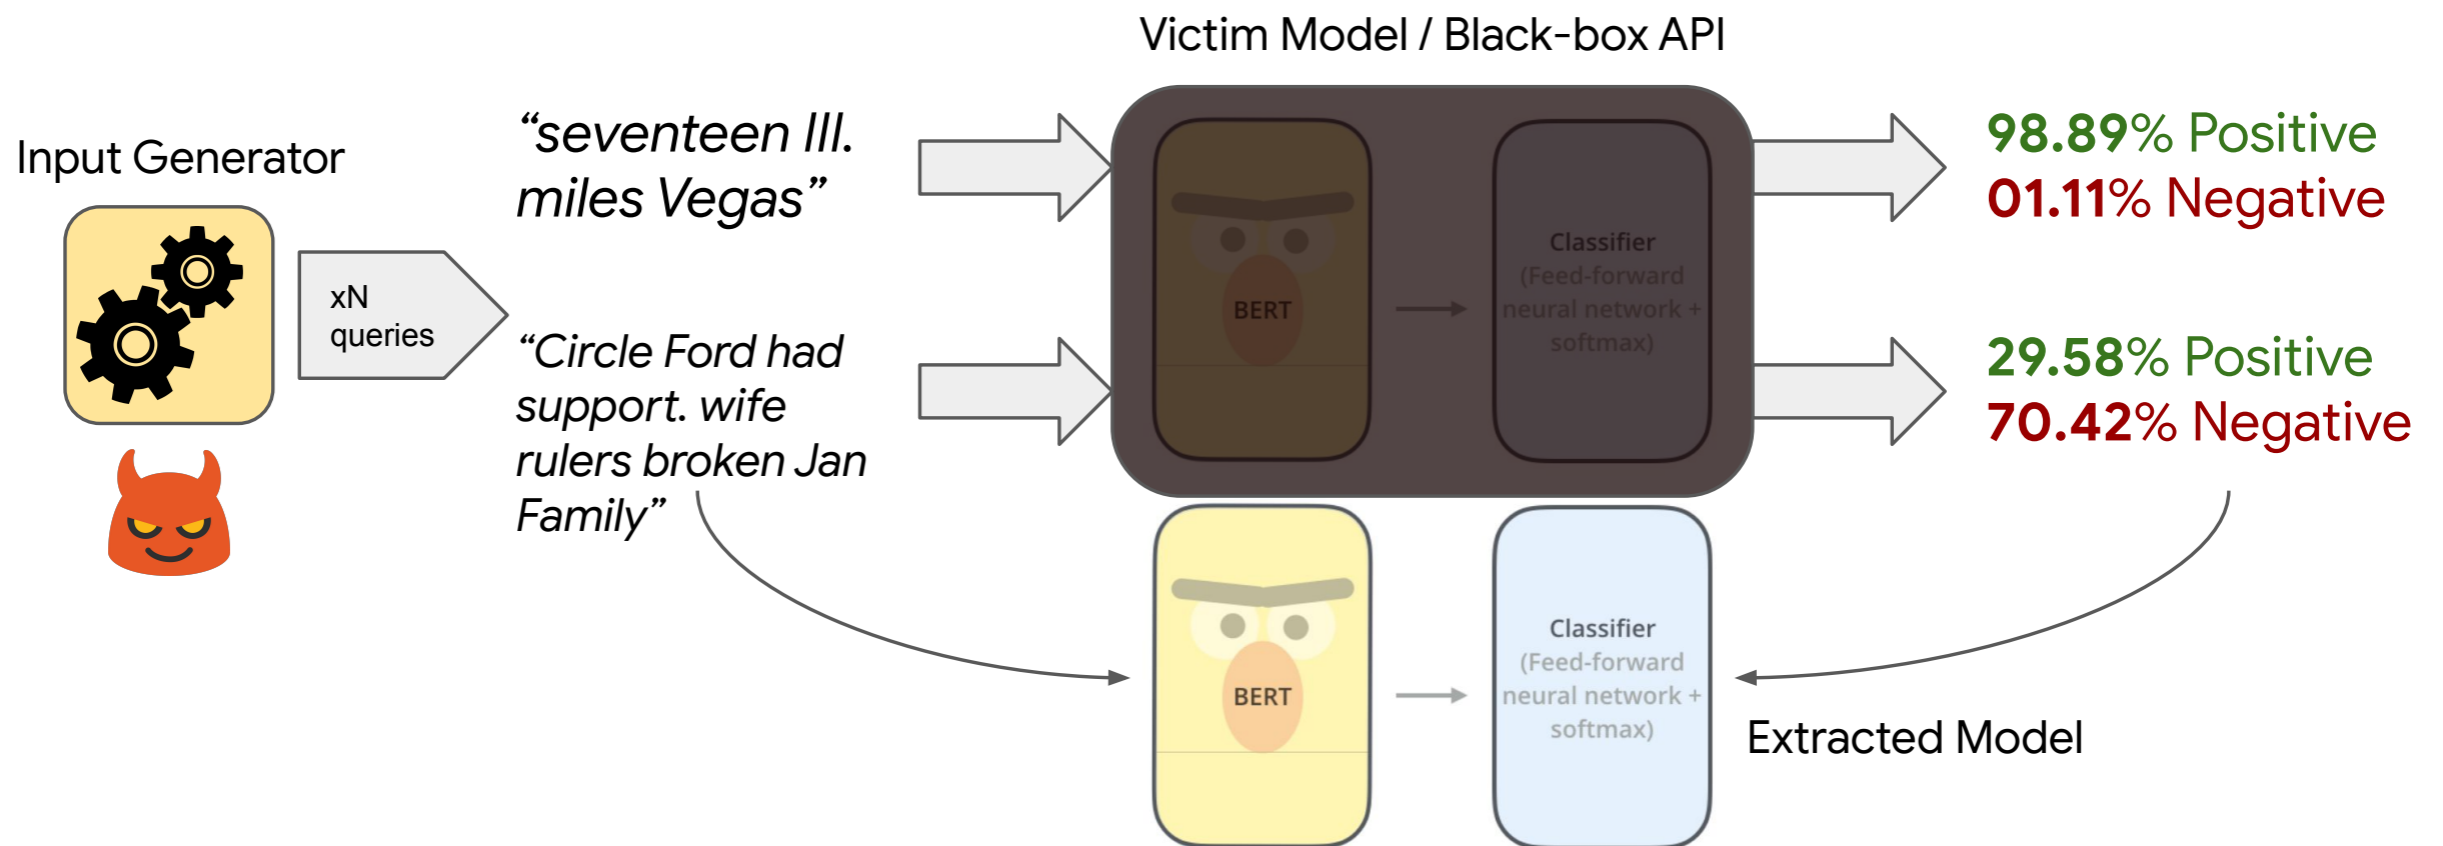 Victim Model / Black-box API
Input Generator
xN
queries
“seventeen III.
miles Vegas”
“Circle Ford had
support. wife
rulers broken Jan
Family”
BERT
Classifier
(Feed-forward
neural network +
softmax)
98.89% Positive
01.11% Negative
29.58% Positive
70.42% Negative
BERT
Classifier
(Feed-forward
neural network +
softmax)
Extracted Model